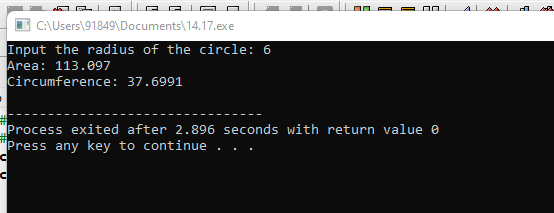 C:\Users\91849\Documents\14.17.exe
Input the radius of the circle: 6
Area: 113.097
Circumference: 37.6991
--------------------------------
Process exited after 2.896 seconds with return value 0
Press any key to continue . . .
#
#
c
c